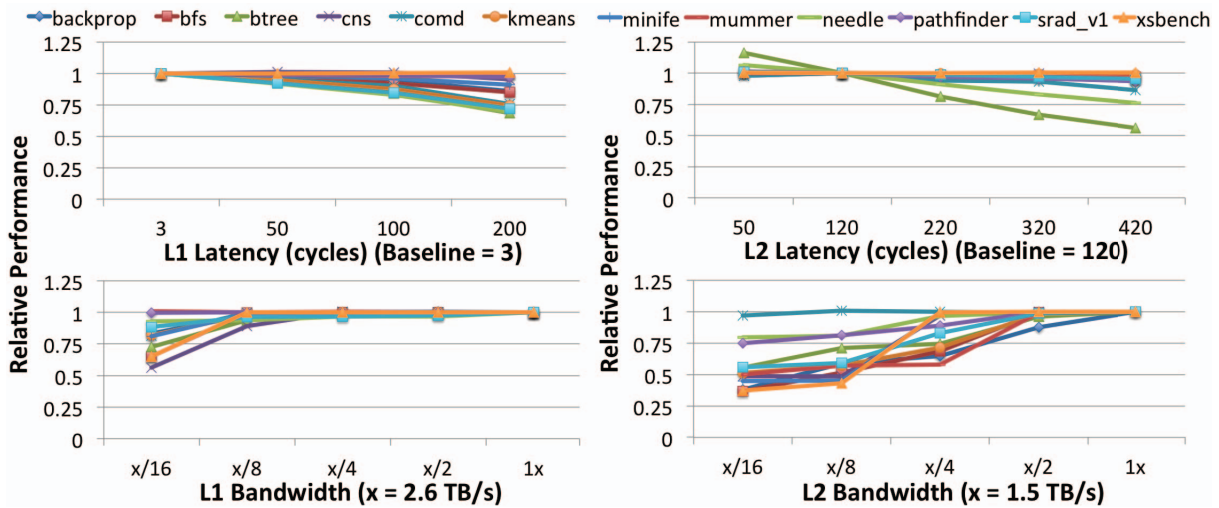 backprop bfs btree cns comd kmeans minife mummer needle pathfinder srad_v1 xsbench
1.25
1
0.75
0.5
0.25
0
3 50 100 200
L1 Latency (cycles) (Baseline = 3)
1.25
1
0.75
0.5
0.25
0
50 120 220 320 420
L2 Latency (cycles) (Baseline = 120)
Relative Performance
Relative Performance
1.25
1
0.75
0.5
0.25
0
x/16 x/8 x/4 x/2 1x
L1 Bandwidth (x = 2.6 TB/s)
1.25
1
0.75
0.5
0.25
0
x/16 x/8 x/4 x/2 1x
L2 Bandwidth (x = 1.5 TB/s)